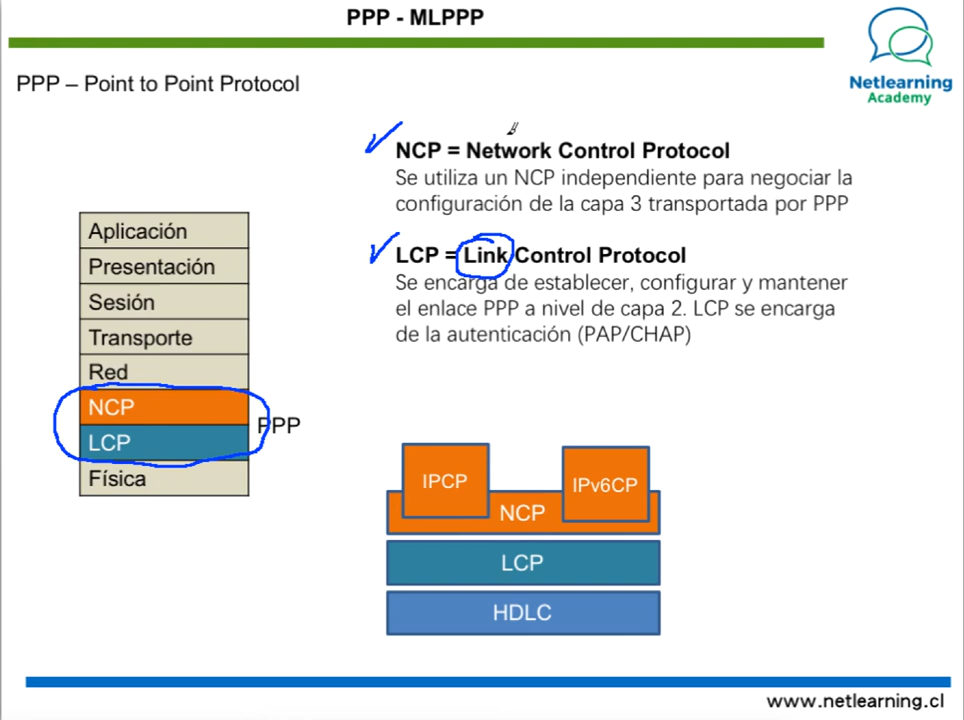 PPP - MLPPP
Netlearning
Academy
PPP – Point to Point Protocol
NCP = Network Control Protocol
Se utiliza un NCP independiente para negociar la
configuración de la capa 3 transportada por PPP
LCP = Link Control Protocol
Se encarga de establecer, configurar y mantener
el enlace PPP a nivel de capa 2. LCP se encarga
de la autenticación (PAP/CHAP)
Aplicación
Presentación
Sesión
Transporte
Red
NCP
LCP
PPP
Física
IPCP
IPv6CP
NCP
LCP
HDLC
www.netlearning.cl